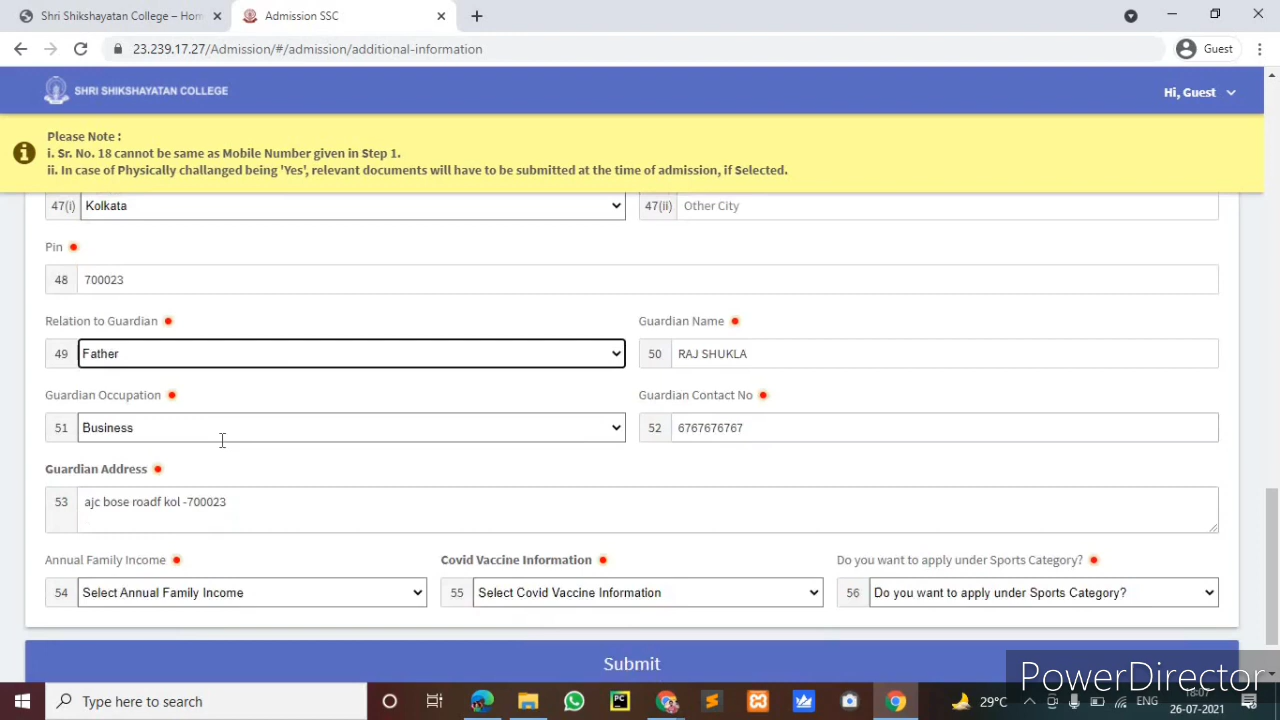 Shri Shikshayatan College – Hom
Admission SSC
23.239.17.27/Admission/#/admission/additional-information
Guest
SHRI SHIKSHAYATAN COLLEGE
Hi, Guest
Please Note :
i. Sr. No. 18 cannot be same as Mobile Number given in Step 1.
ii. In case of Physically challanged being 'Yes', relevant documents will have to be submitted at the time of admission, if Selected.
47(i) Kolkata
47(ii) Other City
Pin
48 700023
Relation to Guardian
Guardian Name
49 Father
50 RAJ SHUKLA
Guardian Occupation
Guardian Contact No
51 Business
52 6767676767
Guardian Address
53 ajc bose roadf kol -700023
Annual Family Income
Covid Vaccine Information
Do you want to apply under Sports Category?
54 Select Annual Family Income
55 Select Covid Vaccine Information
56 Do you want to apply under Sports Category?
Submit
PowerDirector
Type here to search
PC
29°C
ENG
18:07
26-07-2021